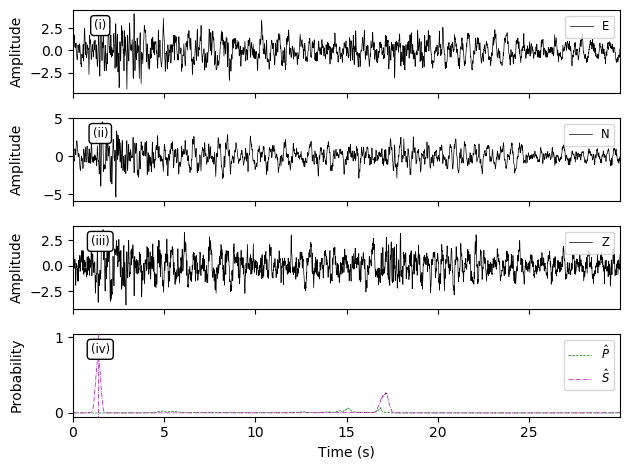 (i)
E
Amplitude
2.5
0.0
−2.5
(ii)
N
Amplitude
5
0
−5
(iii)
Z
Amplitude
2.5
0.0
−2.5
(iv)
P̂
Ŝ
Probability
1
0
0 5 10 15 20 25
Time (s)